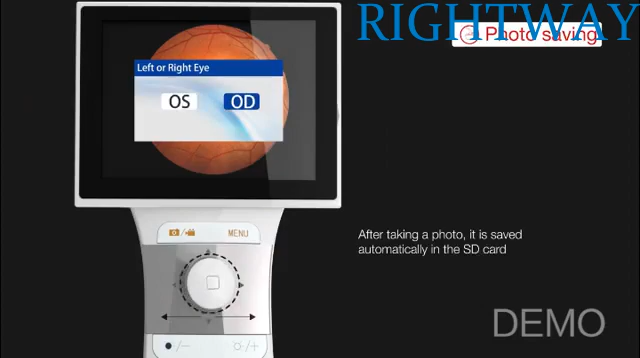 RIGHTWAY
Photo saving
Left or Right Eye
OS OD
After taking a photo, it is saved
automatically in the SD card
MENU
DEMO